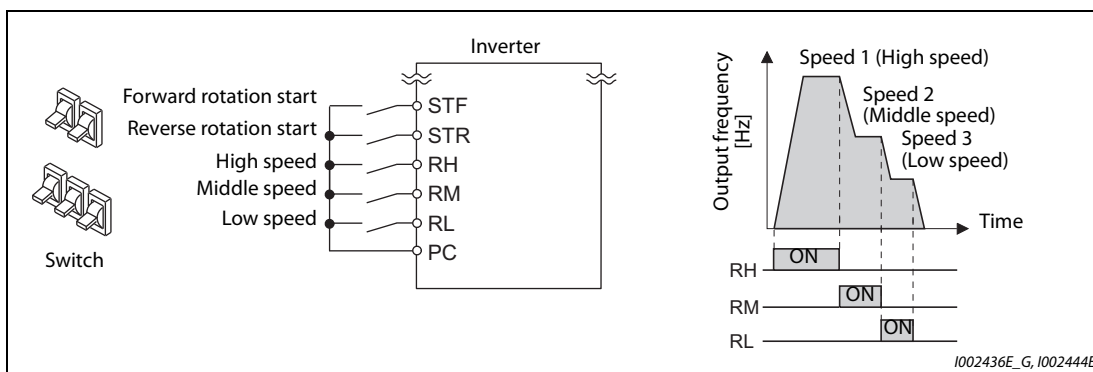 Inverter
Forward rotation start
STF
Reverse rotation start
STR
High speed
RH
Middle speed
RM
Low speed
RL
PC
Switch
Output frequency
[Hz]
Speed 1 (High speed)
Speed 2
(Middle speed)
Speed 3
(Low speed)
Time
RH
ON
RM
ON
RL
ON
I002436E_G, I002444E